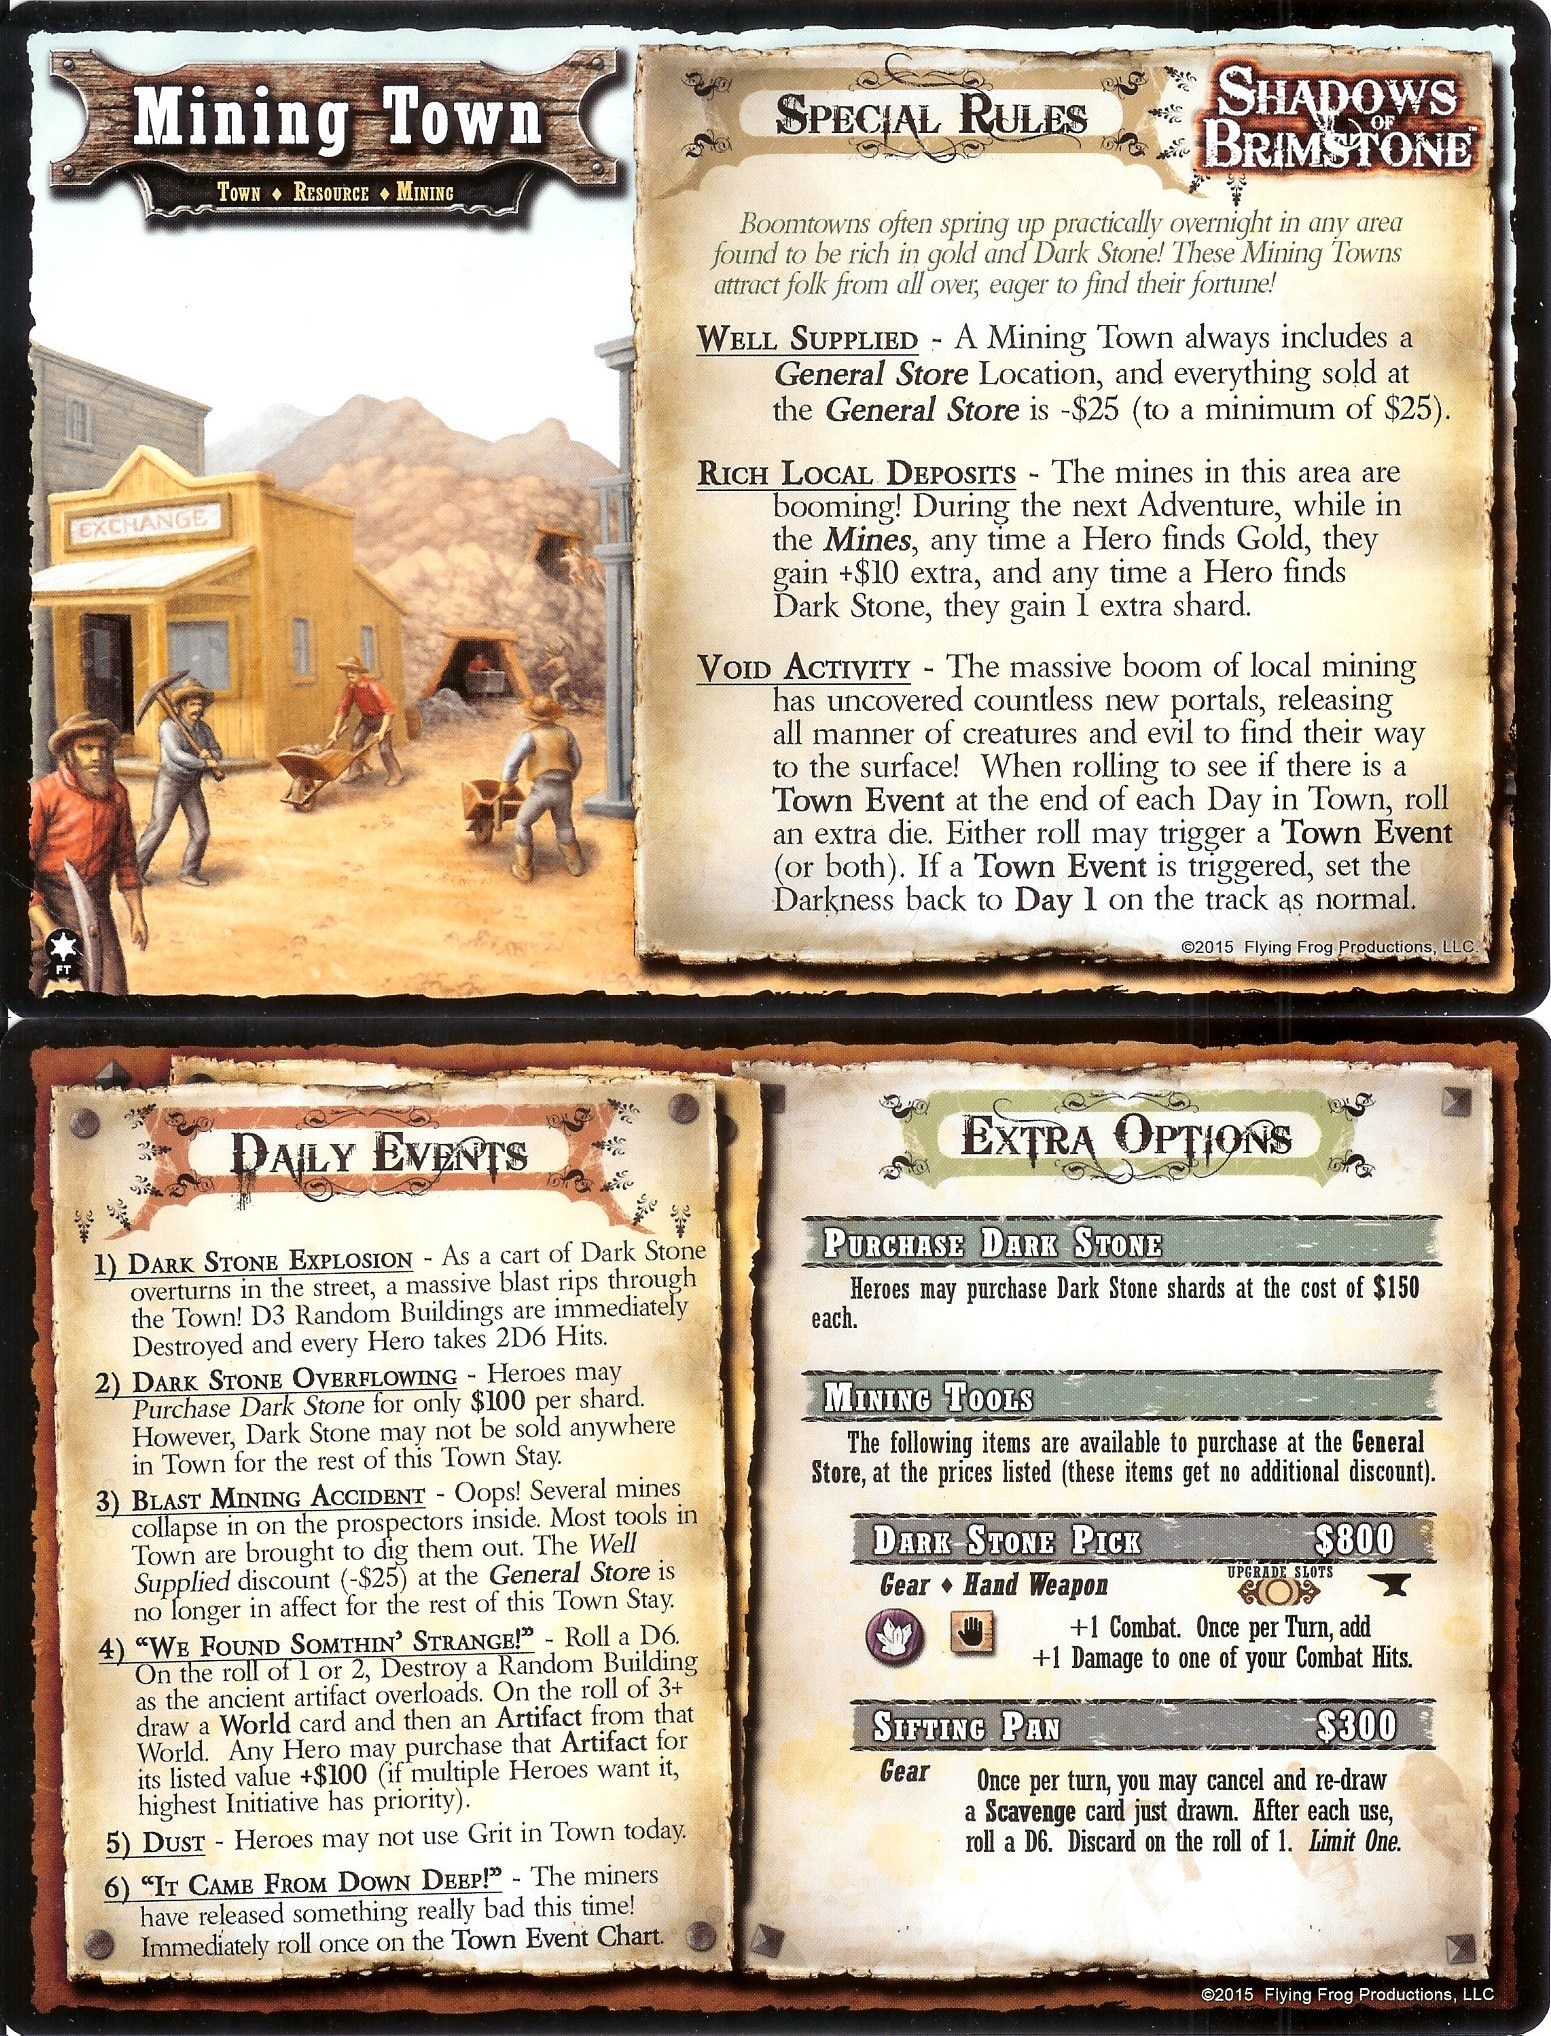 Mining Town
Town ♦ Resource ♦ Mining
EXCHANGE
FT
Special Rules
Shadows
of
Brimstone™
Boomtowns often spring up practically overnight in any area
found to be rich in gold and Dark Stone! These Mining Towns
attract folk from all over, eager to find their fortune!
Well Supplied - A Mining Town always includes a
General Store Location, and everything sold at
the General Store is -$25 (to a minimum of $25).
Rich Local Deposits - The mines in this area are
booming! During the next Adventure, while in
the Mines, any time a Hero finds Gold, they
gain +$10 extra, and any time a Hero finds
Dark Stone, they gain 1 extra shard.
Void Activity - The massive boom of local mining
has uncovered countless new portals, releasing
all manner of creatures and evil to find their way
to the surface! When rolling to see if there is a
Town Event at the end of each Day in Town, roll
an extra die. Either roll may trigger a Town Event
(or both). If a Town Event is triggered, set the
Darkness back to Day 1 on the track as normal.
©2015 Flying Frog Productions, LLC.
Daily Events
1) Dark Stone Explosion - As a cart of Dark Stone
overturns in the street, a massive blast rips through
the Town! D3 Random Buildings are immediately
Destroyed and every Hero takes 2D6 Hits.
2) Dark Stone Overflowing - Heroes may
Purchase Dark Stone for only $100 per shard.
However, Dark Stone may not be sold anywhere
in Town for the rest of this Town Stay.
3) Blast Mining Accident - Oops! Several mines
collapse in on the prospectors inside. Most tools in
Town are brought to dig them out. The Well
Supplied discount (-$25) at the General Store is
no longer in affect for the rest of this Town Stay.
4) “We Found Somthin’ Strange!” - Roll a D6.
On the roll of 1 or 2, Destroy a Random Building
as the ancient artifact overloads. On the roll of 3+
draw a World card and then an Artifact from that
World. Any Hero may purchase that Artifact for
its listed value +$100 (if multiple Heroes want it,
highest Initiative has priority).
5) Dust - Heroes may not use Grit in Town today.
6) “It Came From Down Deep!” - The miners
have released something really bad this time!
Immediately roll once on the Town Event Chart.
Extra Options
Purchase Dark Stone
Heroes may purchase Dark Stone shards at the cost of $150
each.
Mining Tools
The following items are available to purchase at the General
Store, at the prices listed (these items get no additional discount).
Dark Stone Pick $800
Gear ♦ Hand Weapon
Upgrade Slots
+1 Combat. Once per Turn, add
+1 Damage to one of your Combat Hits.
Sifting Pan $300
Gear
Once per turn, you may cancel and re-draw
a Scavenge card just drawn. After each use,
roll a D6. Discard on the roll of 1. Limit One.
©2015 Flying Frog Productions, LLC